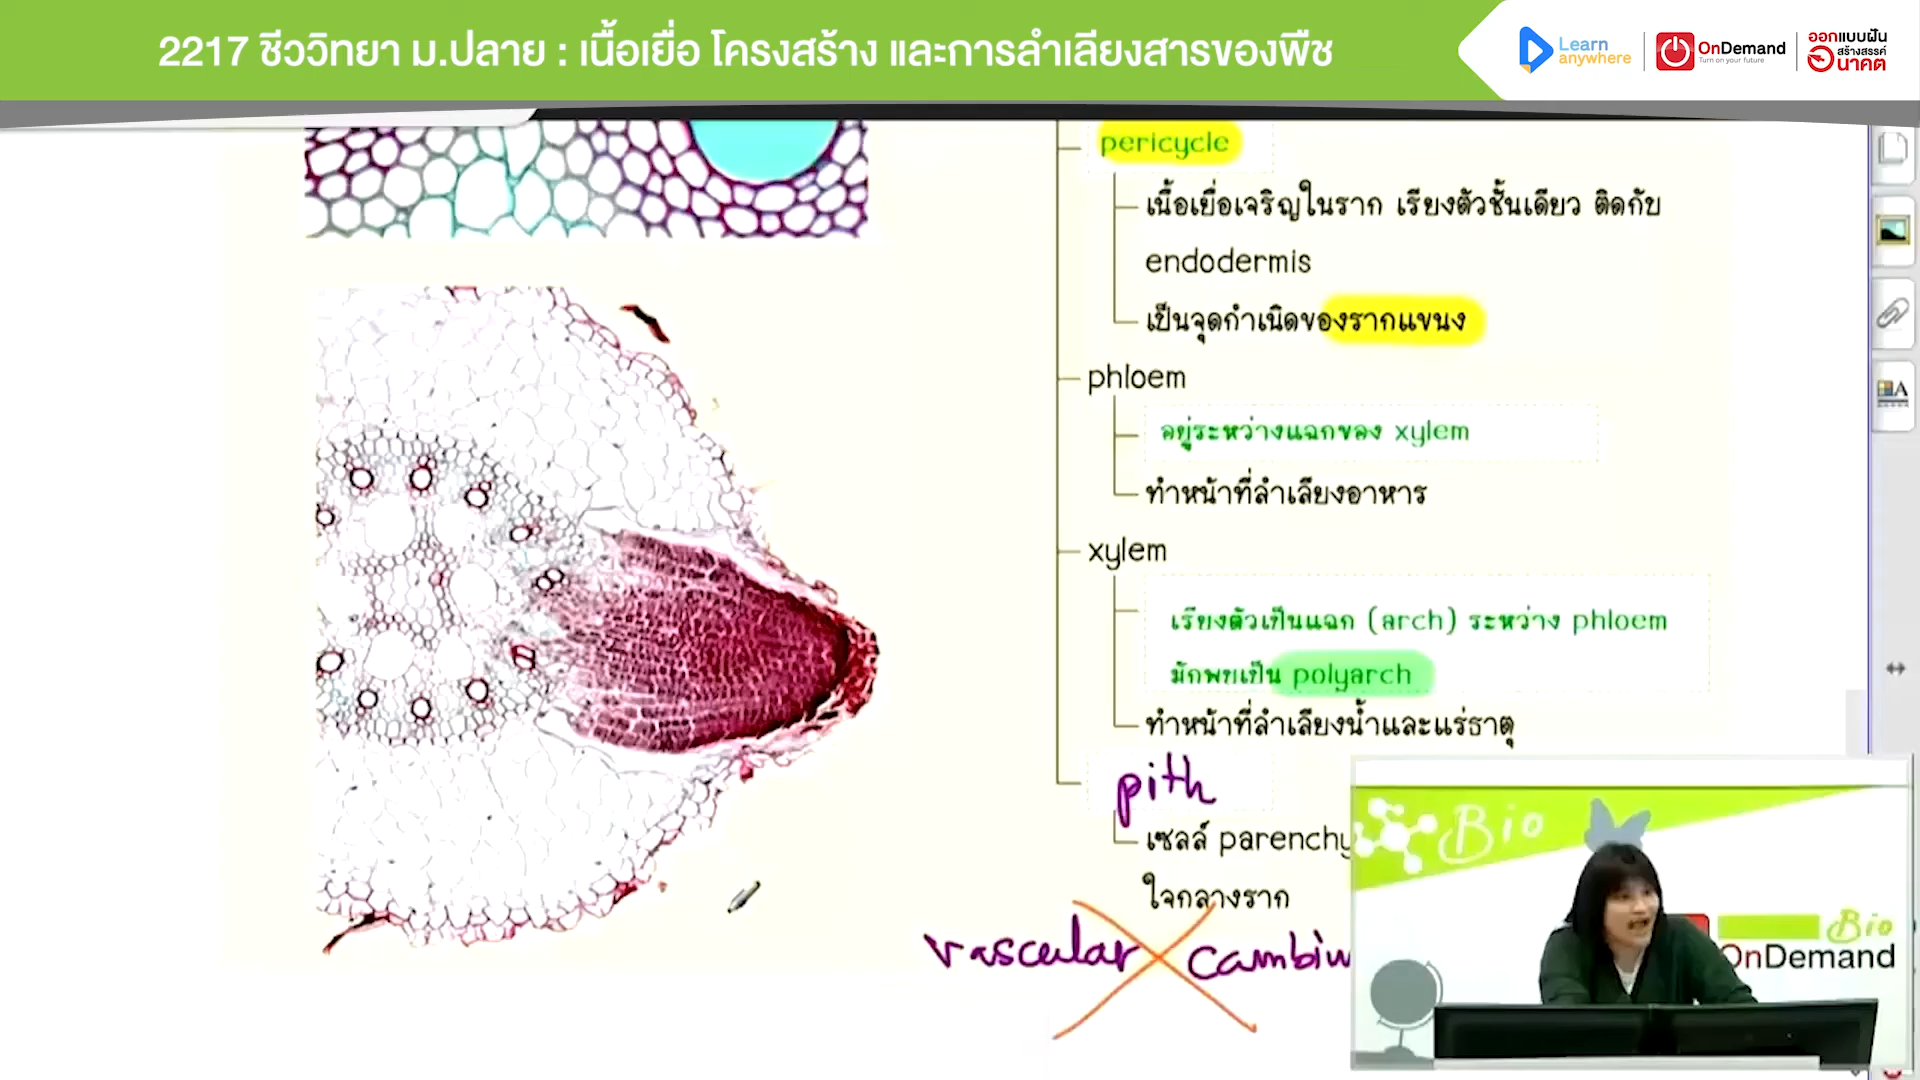 2217 ชีววิทยา ม.ปลาย : เนื้อเยื่อ โครงสร้าง และการลำเลียงสารของพืช
Learn
anywhere
OnDemand
Turn on your future
ออกแบบฝัน
สร้างสรรค์
อนาคต
pericycle
เนื้อเยื่อเจริญในราก เรียงตัวชั้นเดียว ติดกับ
endodermis
เป็นจุดกำเนิดของรากแขนง
phloem
อยู่ระหว่างแฉกของ xylem
ทำหน้าที่ลำเลียงอาหาร
xylem
เรียงตัวเป็นแฉก (arch) ระหว่าง phloem
มักพบเป็น polyarch
ทำหน้าที่ลำเลียงน้ำและแร่ธาตุ
pith
เซลล์ parenchy
ใจกลางราก
vascular cambiu
Bio
Bio
OnDemand